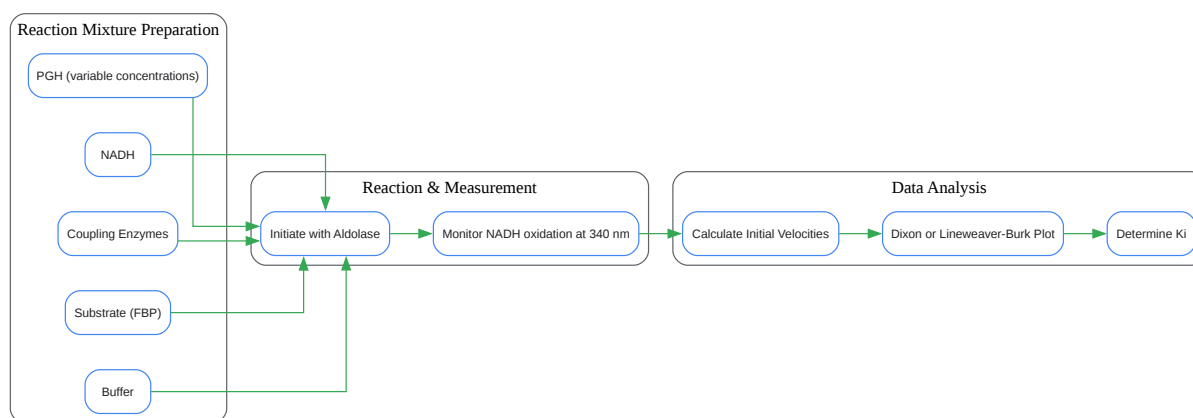 Reaction Mixture Preparation
PGH (variable concentrations)
NADH
Coupling Enzymes
Substrate (FBP)
Buffer
Reaction & Measurement
Initiate with Aldolase
Monitor NADH oxidation at 340 nm
Data Analysis
Calculate Initial Velocities
Dixon or Lineweaver-Burk Plot
Determine Ki